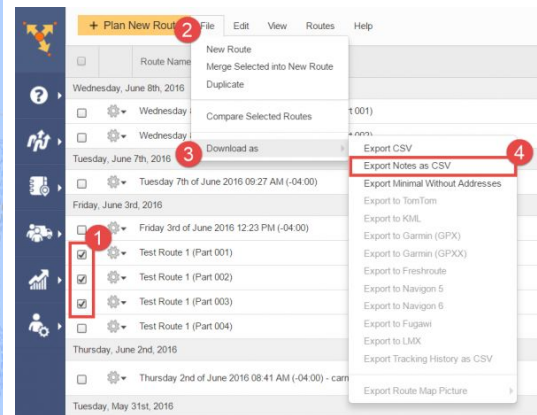 + Plan New Rout
2
File
Edit
View
Routes
Help
Route Name
New Route
Merge Selected into New Route
Duplicate
Compare Selected Routes
3
Download as
Wednesday, June 8th, 2016
Wednesday
t 001)
Wednesday
t 002)
Tuesday, June 7th, 2016
Tuesday 7th of June 2016 09:27 AM (-04:00)
Friday, June 3rd, 2016
Friday 3rd of June 2016 12:23 PM (-04:00)
1
Test Route 1 (Part 001)
Test Route 1 (Part 002)
Test Route 1 (Part 003)
Test Route 1 (Part 004)
Thursday, June 2nd, 2016
Thursday 2nd of June 2016 08:41 AM (-04:00) - carn
Tuesday, May 31st, 2016
4
Export CSV
Export Notes as CSV
Export Minimal Without Addresses
Export to TomTom
Export to KML
Export to Garmin (GPX)
Export to Garmin (GPXX)
Export to Freshroute
Export to Navigon 5
Export to Navigon 6
Export to Fugawi
Export to LMX
Export Tracking History as CSV
Export Route Map Picture